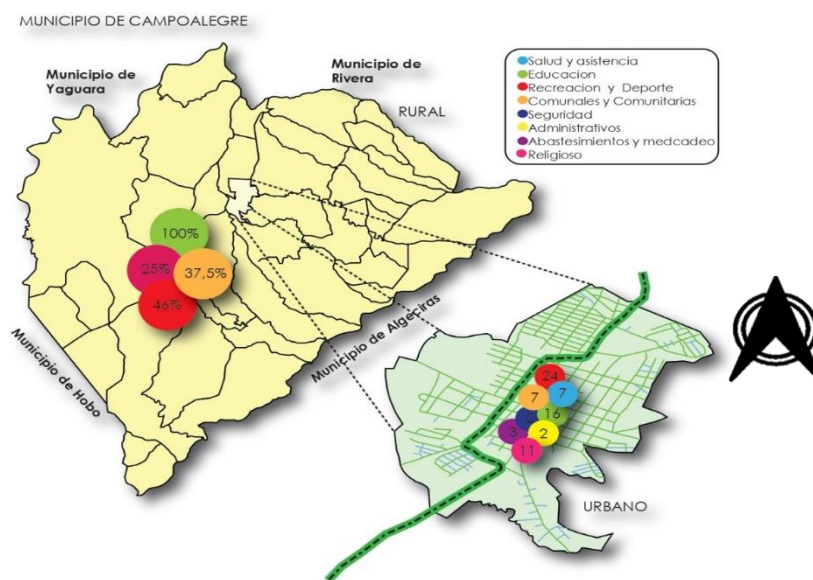 MUNICIPIO DE CAMPOALEGRE
Municipio de
Yaguara
Municipio de
Rivera
RURAL
Salud y asistencia
Educacion
Recreacion y Deporte
Comunales y Comunitarias
Seguridad
Administrativos
Abastesimientos y medcadeo
Religioso
100%
25%
37,5%
46%
Municipio de Hobo
Municipio de Algeciras
24
7
7
16
3
2
11
URBANO